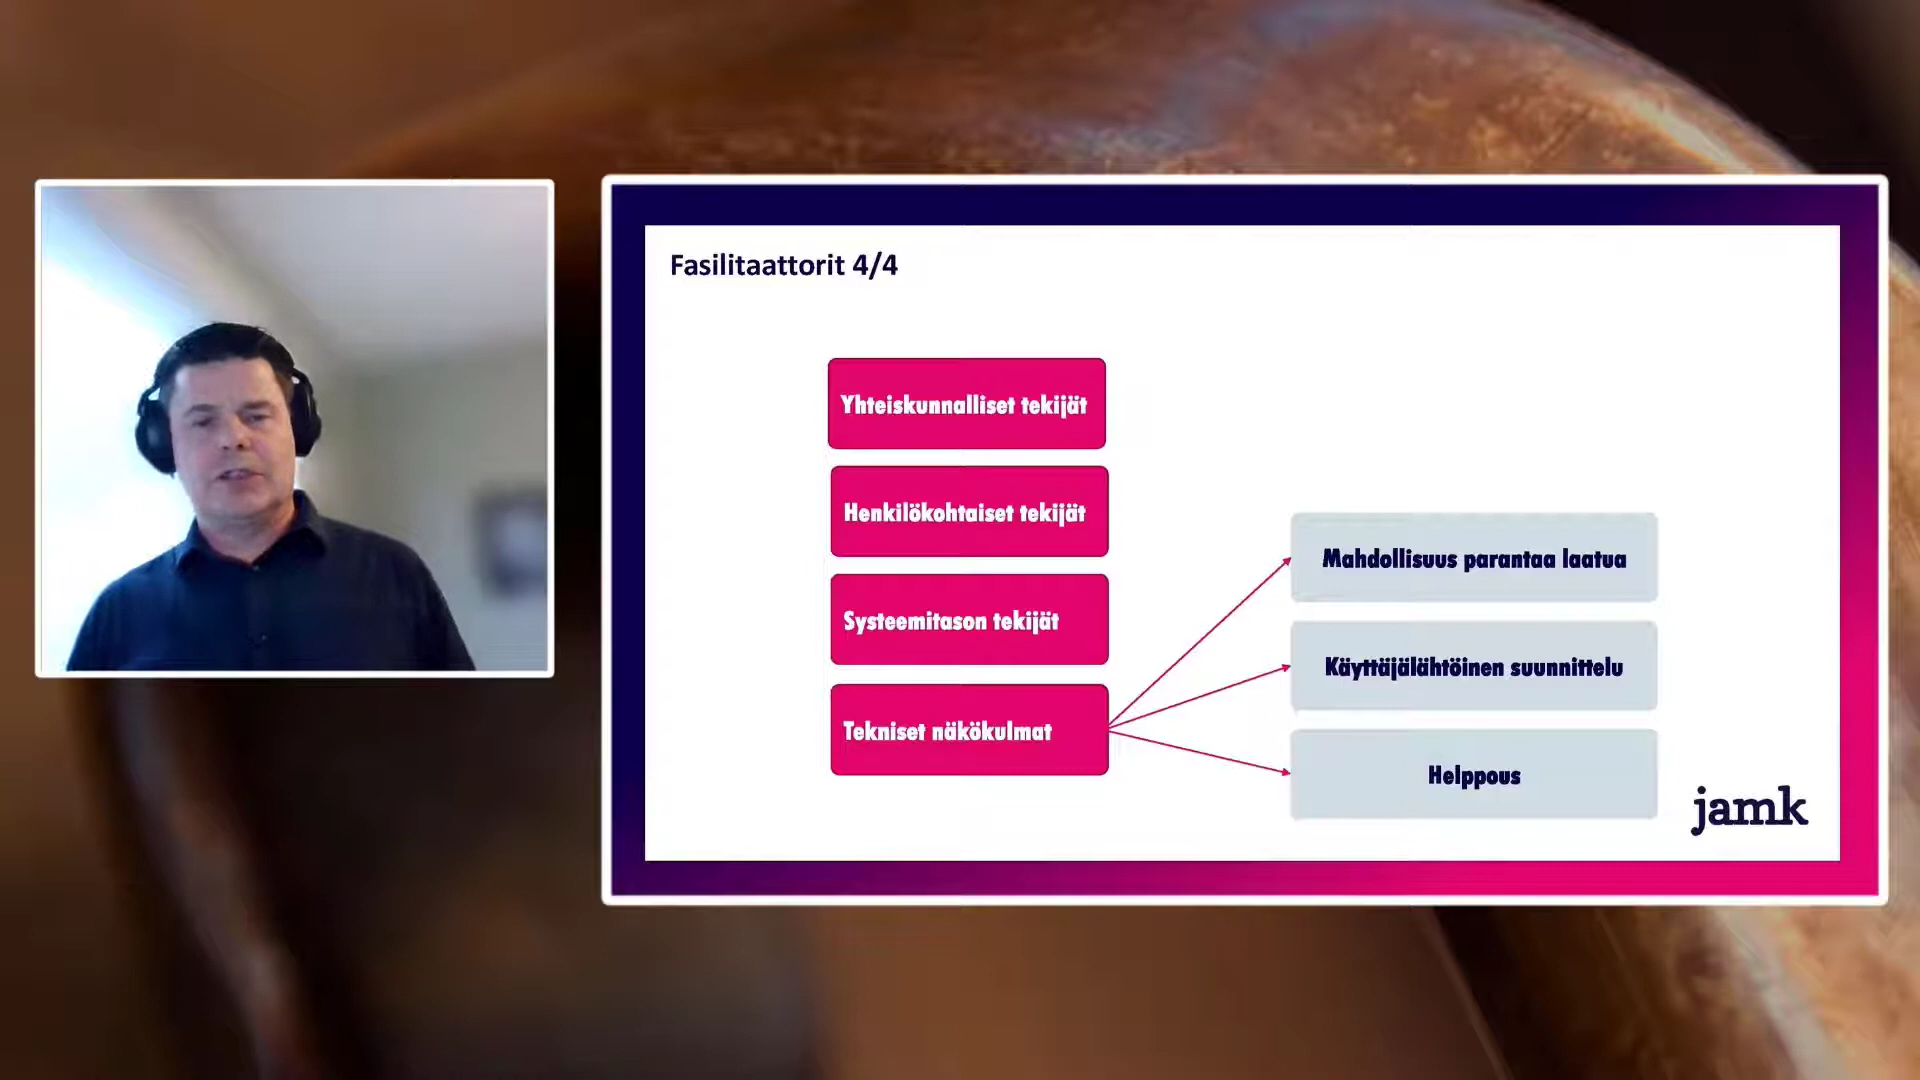 Fasilitaattorit 4/4
Yhteiskunnalliset tekijät
Henkilökohtaiset tekijät
Systeemitason tekijät
Tekniset näkökulmat
Mahdollisuus parantaa laatua
Käyttäjälähtöinen suunnittelu
Helppous
jamk